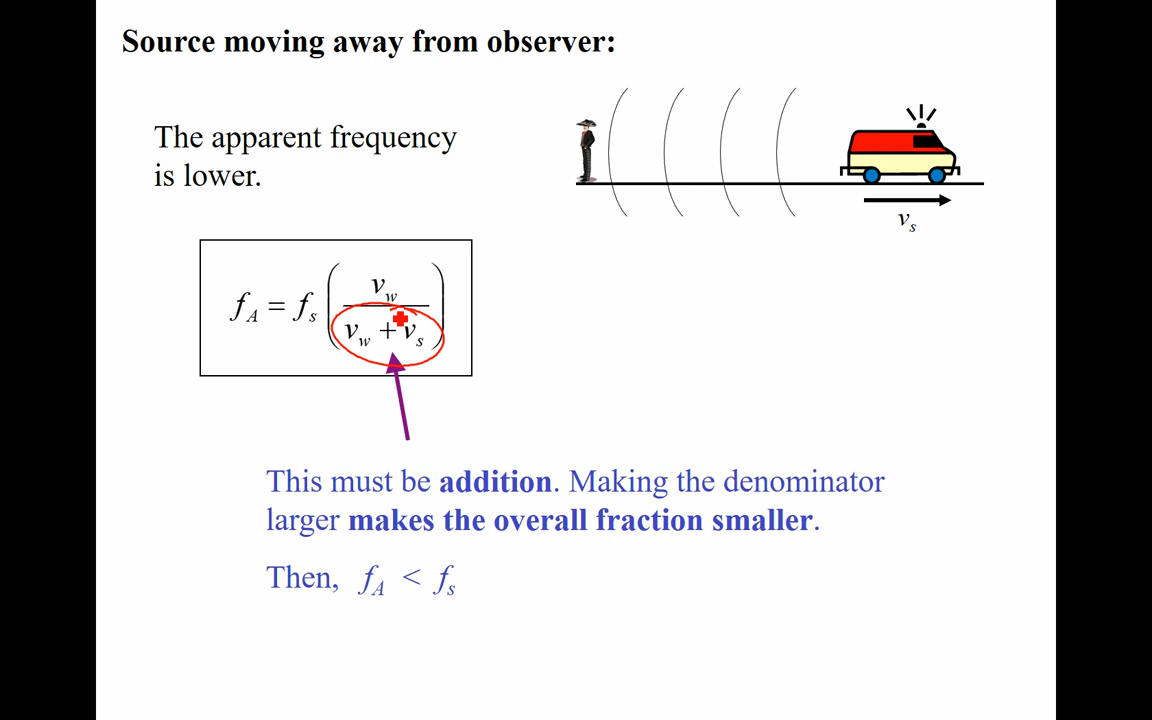 Source moving away from observer:
The apparent frequency
is lower.
v_s
f_A = f_s ( v_w / (v_w + v_s) )
This must be addition. Making the denominator
larger makes the overall fraction smaller.
Then, f_A < f_s